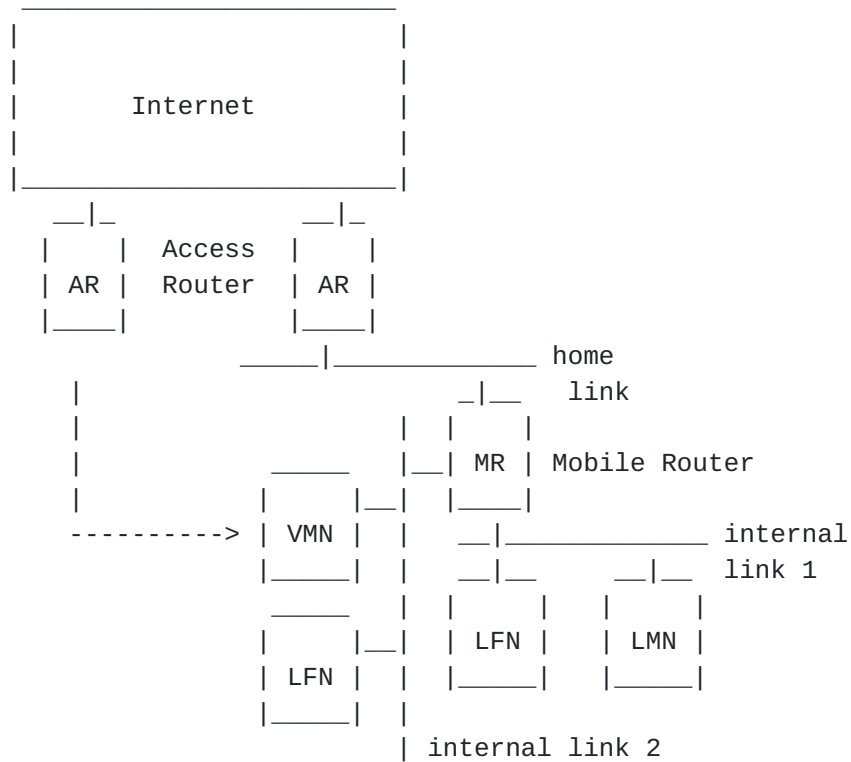 Internet
Access
AR Router AR
home
link
MR Mobile Router
VMN internal
link 1
LFN LMN
LFN
internal link 2